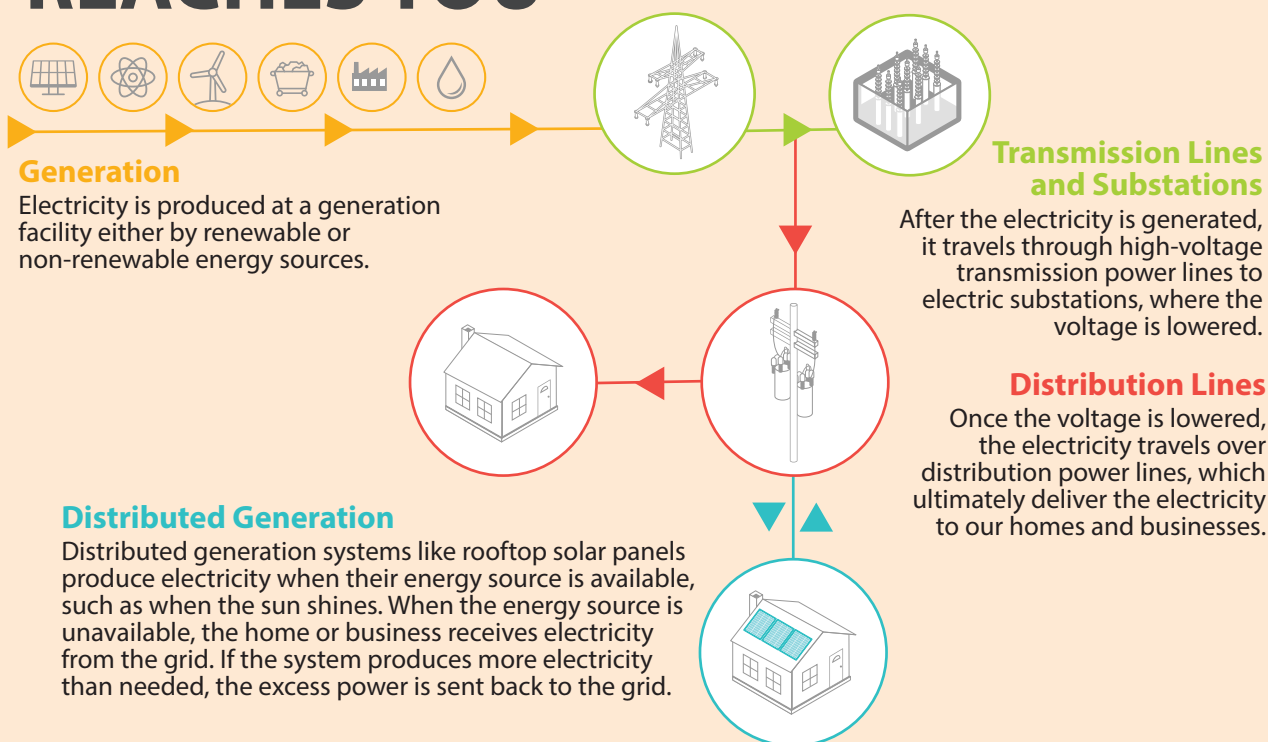 REACHES YOU
Generation
Electricity is produced at a generation
facility either by renewable or
non-renewable energy sources.
Transmission Lines
and Substations
After the electricity is generated,
it travels through high-voltage
transmission power lines to
electric substations, where the
voltage is lowered.
Distribution Lines
Once the voltage is lowered,
the electricity travels over
distribution power lines, which
ultimately deliver the electricity
to our homes and businesses.
Distributed Generation
Distributed generation systems like rooftop solar panels
produce electricity when their energy source is available,
such as when the sun shines. When the energy source is
unavailable, the home or business receives electricity
from the grid. If the system produces more electricity
than needed, the excess power is sent back to the grid.